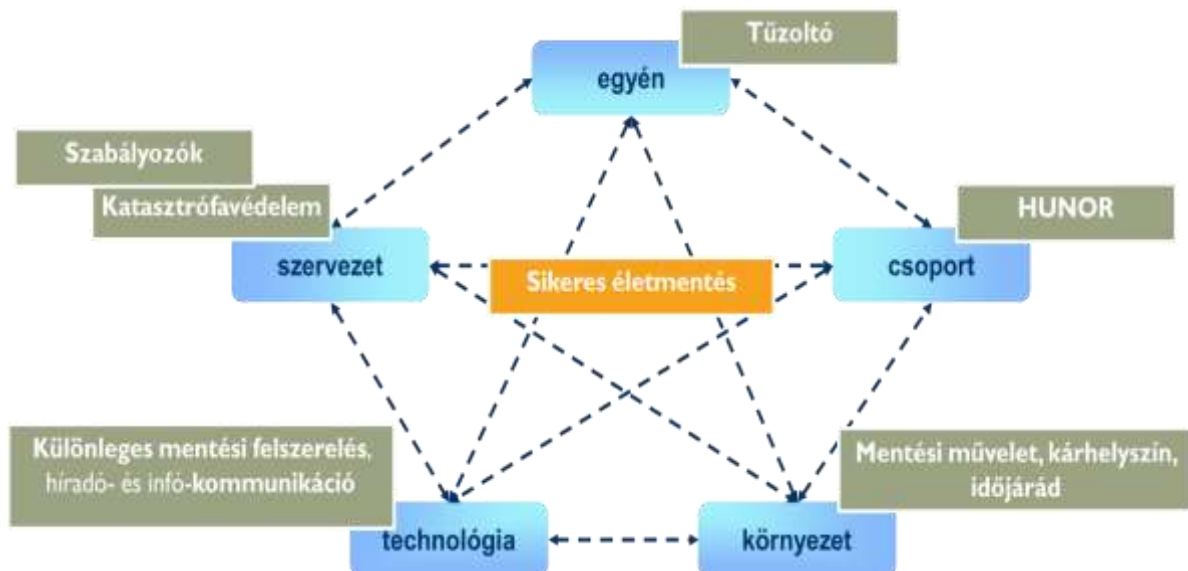 Tűzoltó
egyén
Szabályozók
Katasztrófavédelem
HUNOR
szervezet
Sikeres életmentés
csoport
Különleges mentési felszerelés,
híradó- és infó-kommunikáció
Mentési művelet, kárhelyszín,
időjárád
technológia
környezet